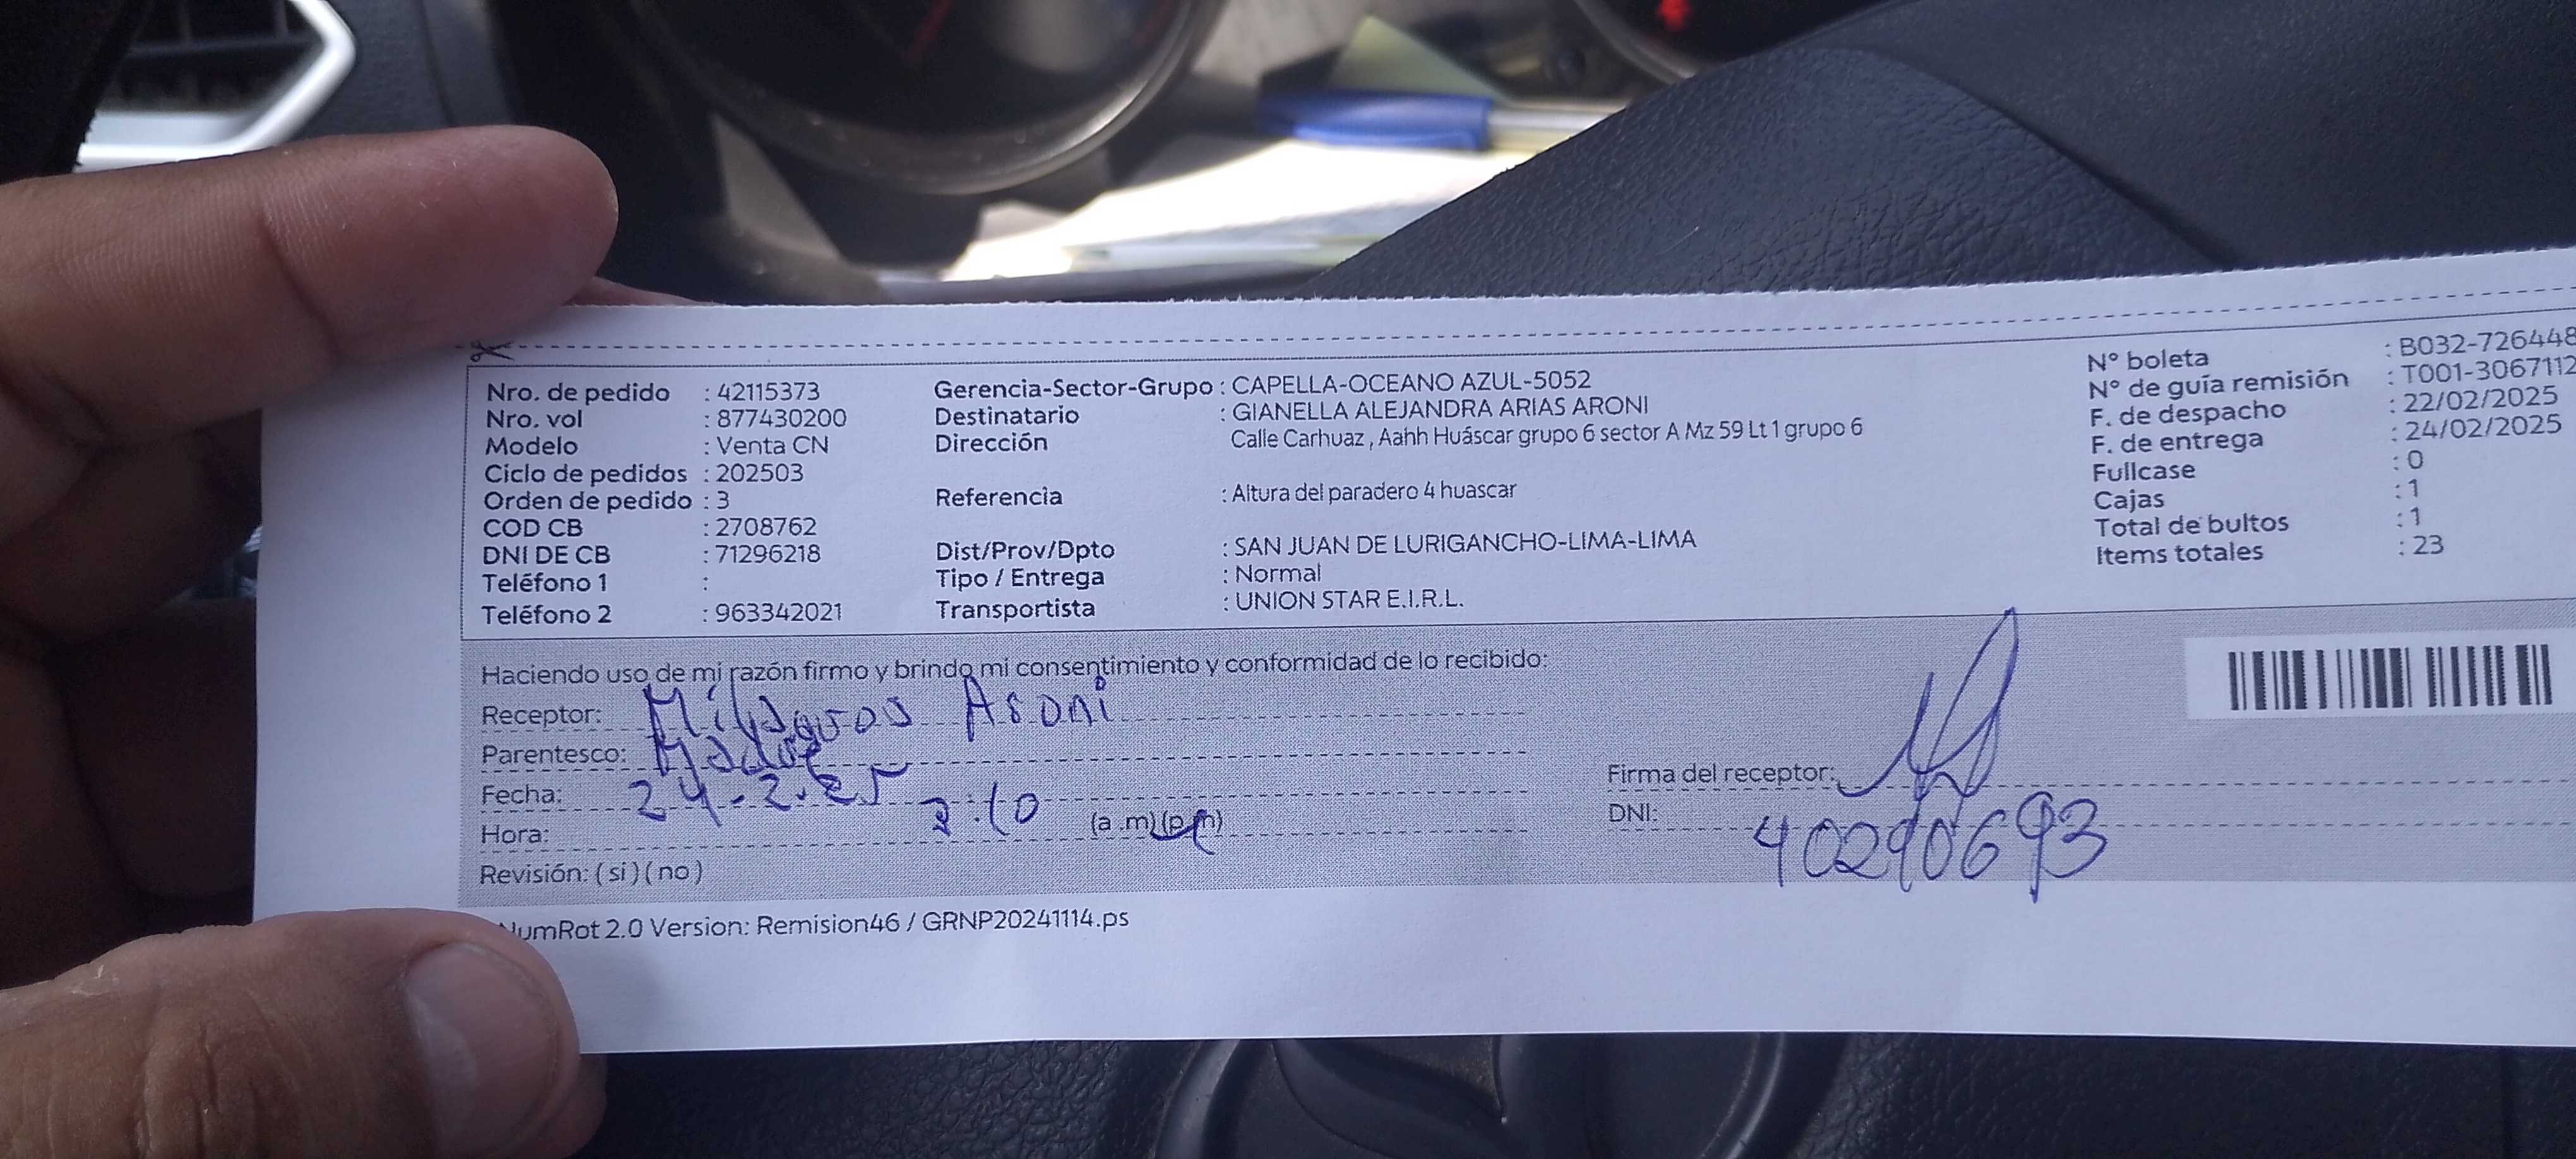 Nro. de pedido : 42115373
Nro. vol : 877430200
Modelo : Venta CN
Ciclo de pedidos : 202503
Orden de pedido : 3
COD CB : 2708762
DNI DE CB : 71296218
Teléfono 1 :
Teléfono 2 : 963342021
Gerencia-Sector-Grupo : CAPELLA-OCEANO AZUL-5052
Destinatario : GIANELLA ALEJANDRA ARIAS ARONI
Dirección Calle Carhuaz , Aahh Huáscar grupo 6 sector A Mz 59 Lt 1 grupo 6
Referencia : Altura del paradero 4 huascar
Dist/Prov/Dpto : SAN JUAN DE LURIGANCHO-LIMA-LIMA
Tipo / Entrega : Normal
Transportista : UNION STAR E.I.R.L.
N° boleta : B032-726448
N° de guía remisión : T001-3067112
F. de despacho : 22/02/2025
F. de entrega : 24/02/2025
Fullcase : 0
Cajas : 1
Total de bultos : 1
Items totales : 23
Haciendo uso de mi razón firmo y brindo mi consentimiento y conformidad de lo recibido:
Receptor: Milagros Aroni
Parentesco: Madre
Fecha: 24.2.25
Hora: :10 (a .m) (p.m)
Revisión: ( si ) ( no )
Firma del receptor:
DNI: 40290693
NumRot 2.0 Version: Remision46 / GRNP20241114.ps